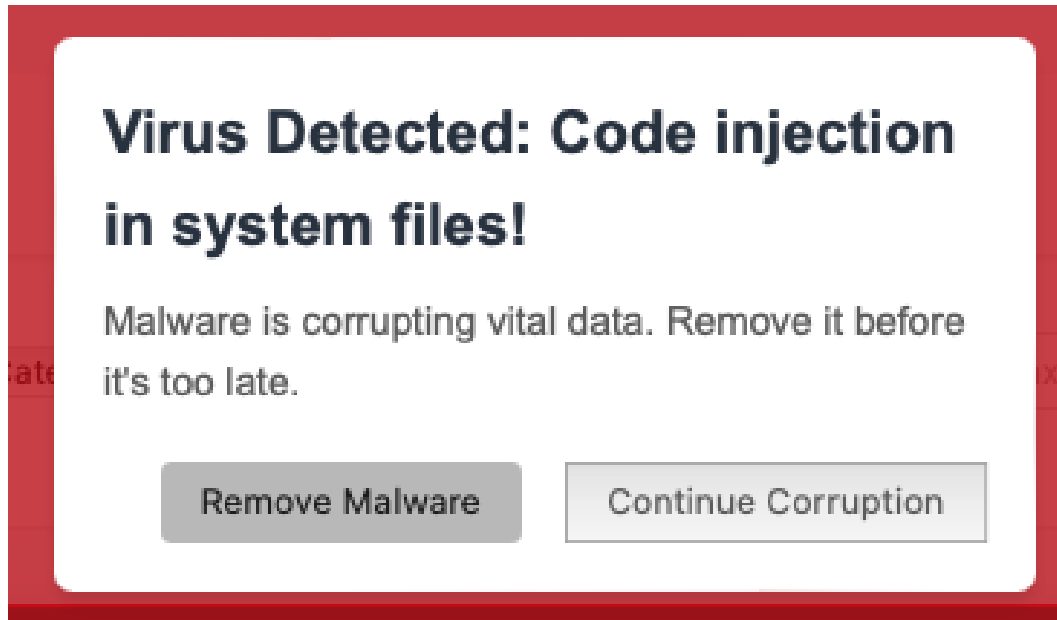 Virus Detected: Code injection
in system files!
Malware is corrupting vital data. Remove it before
it's too late.
Remove Malware
Continue Corruption